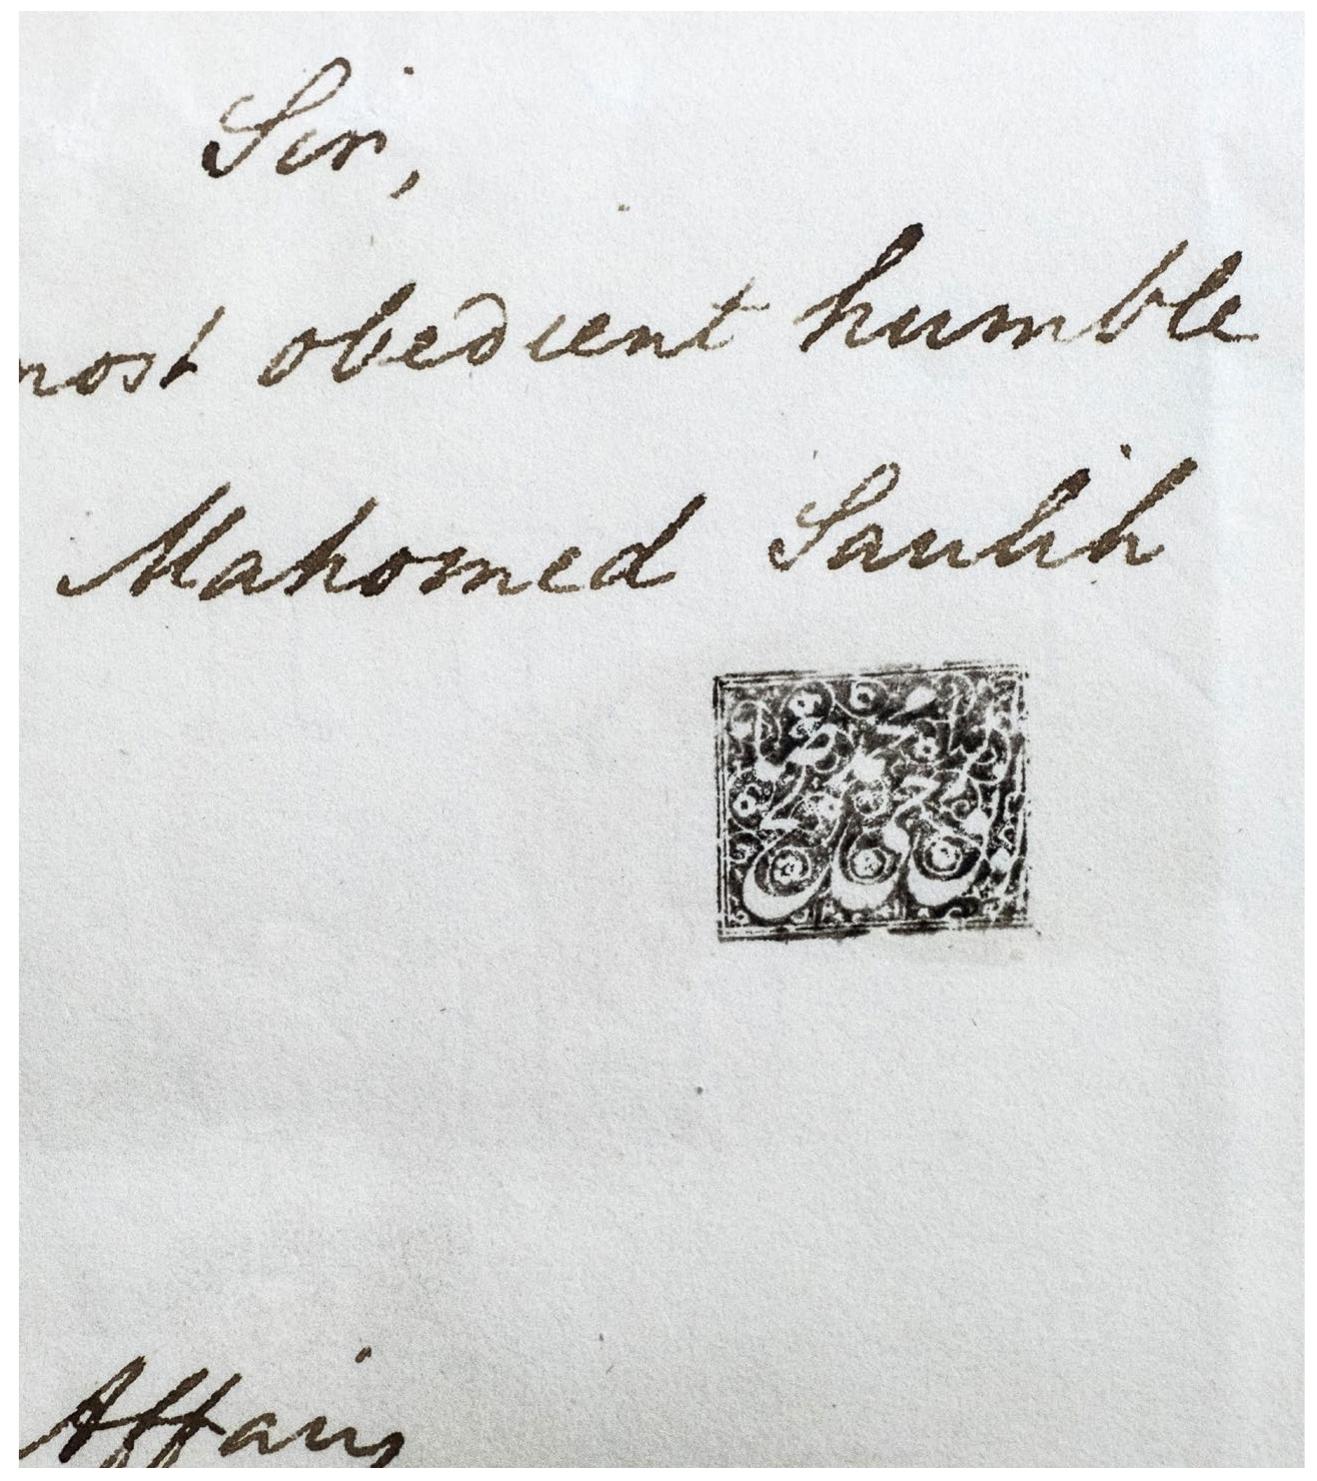 Sir,
most obedient humble
Mahomed Saulih
Affairs